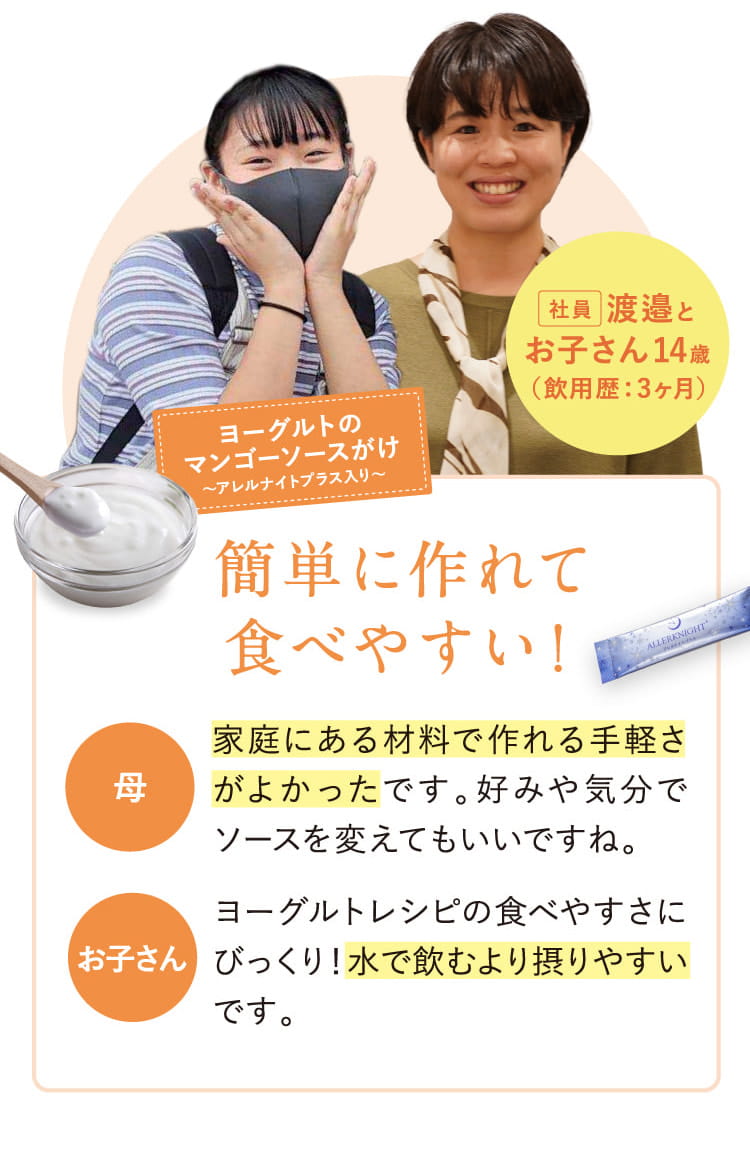 社員 渡邉と
お子さん14歳
（飲用歴：3ヶ月）
ヨーグルトの
マンゴーソースがけ
〜アレルナイトプラス入り〜
簡単に作れて
食べやすい！
ALLERKNIGHT+
母
家庭にある材料で作れる手軽さ
がよかったです。好みや気分で
ソースを変えてもいいですね。
お子さん
ヨーグルトレシピの食べやすさに
びっくり！水で飲むより摂りやすい
です。